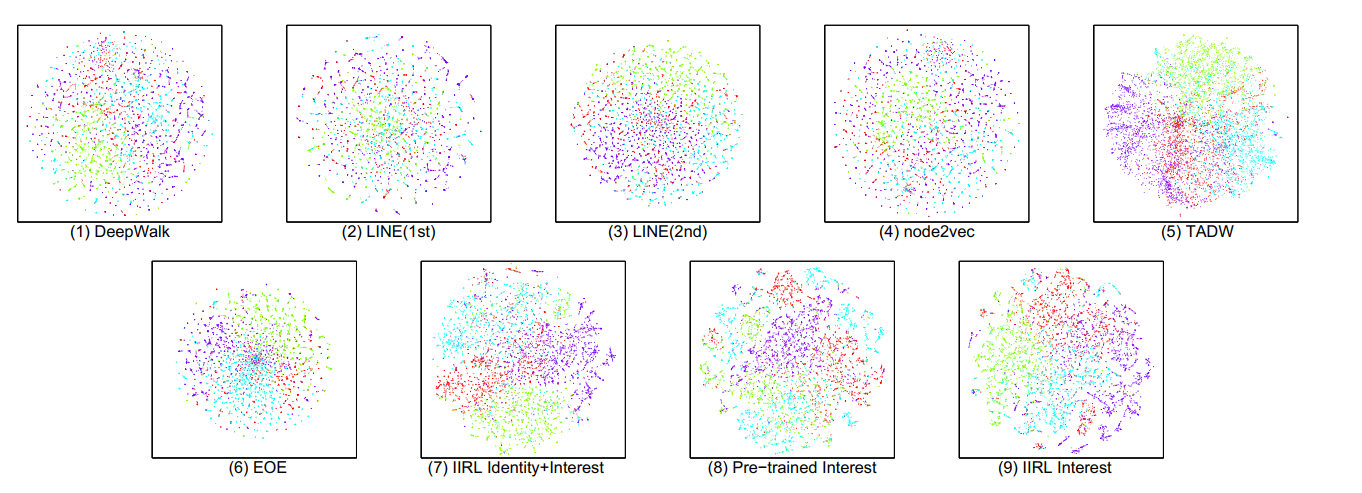 (1) DeepWalk
(2) LINE(1st)
(3) LINE(2nd)
(4) node2vec
(5) TADW
(6) EOE
(7) IIRL Identity+Interest
(8) Pre−trained Interest
(9) IIRL Interest